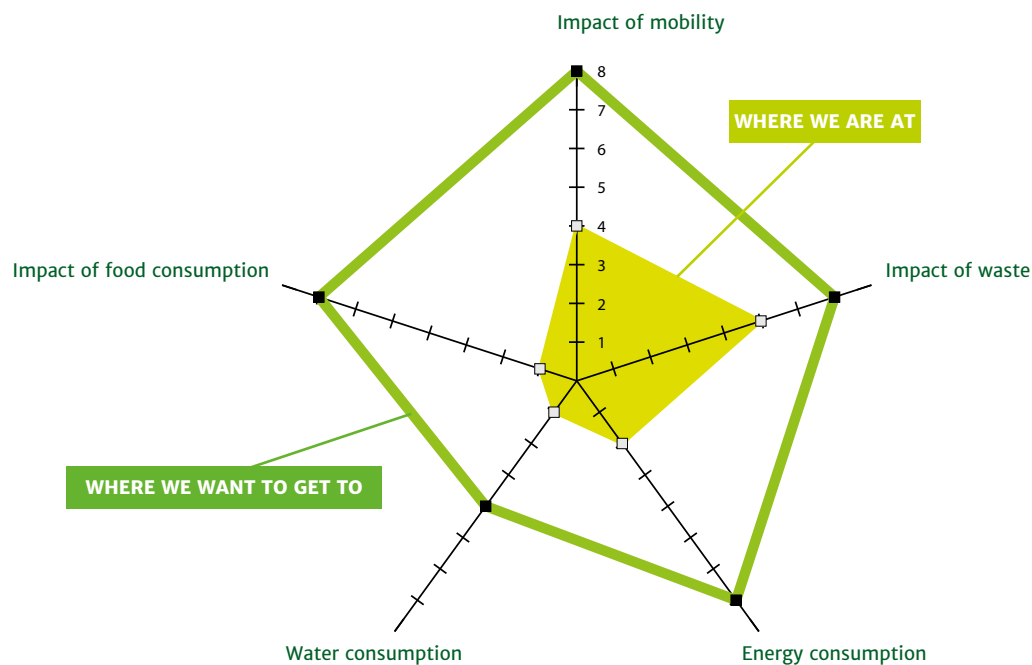 Impact of mobility
8
7
WHERE WE ARE AT
6
5
4
Impact of food consumption
Impact of waste
3
2
1
WHERE WE WANT TO GET TO
Water consumption
Energy consumption